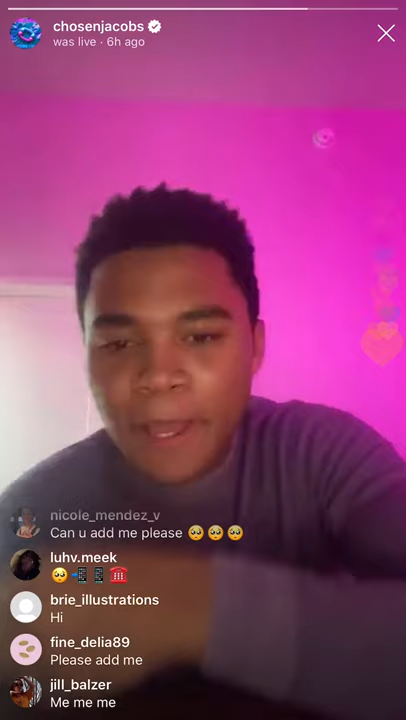 chosenjacobs
was live · 6h ago
nicole_mendez_v
Can u add me please 🥺🥺🥺
luhv.meek
🥺📲📱☎️
brie_illustrations
Hi
fine_delia89
Please add me
jill_balzer
Me me me